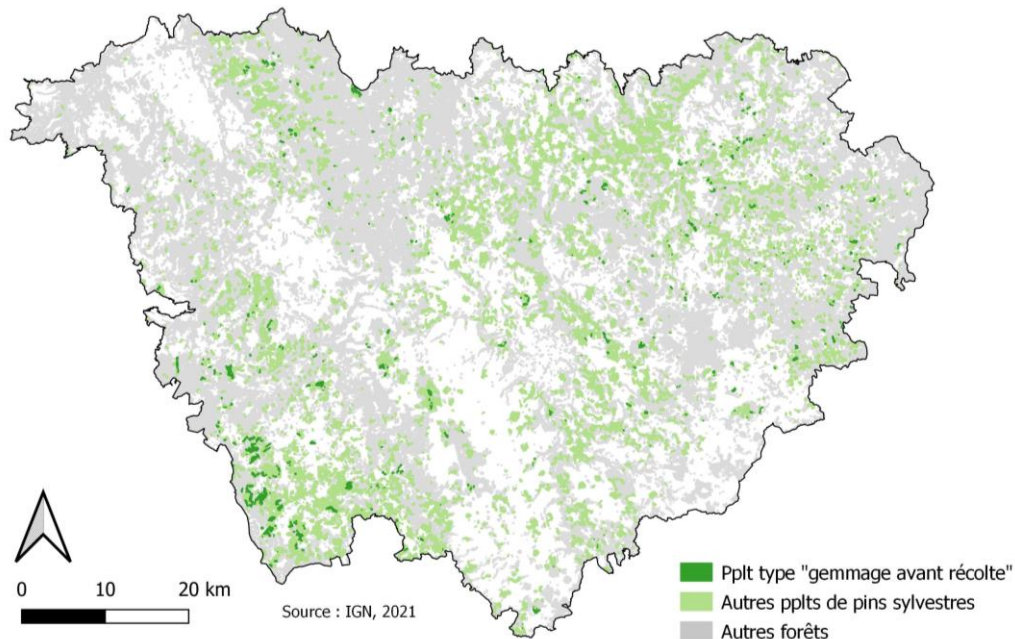 0 10 20 km
Source : IGN, 2021
Pplt type "gemmage avant récolte"
Autres pplts de pins sylvestres
Autres forêts